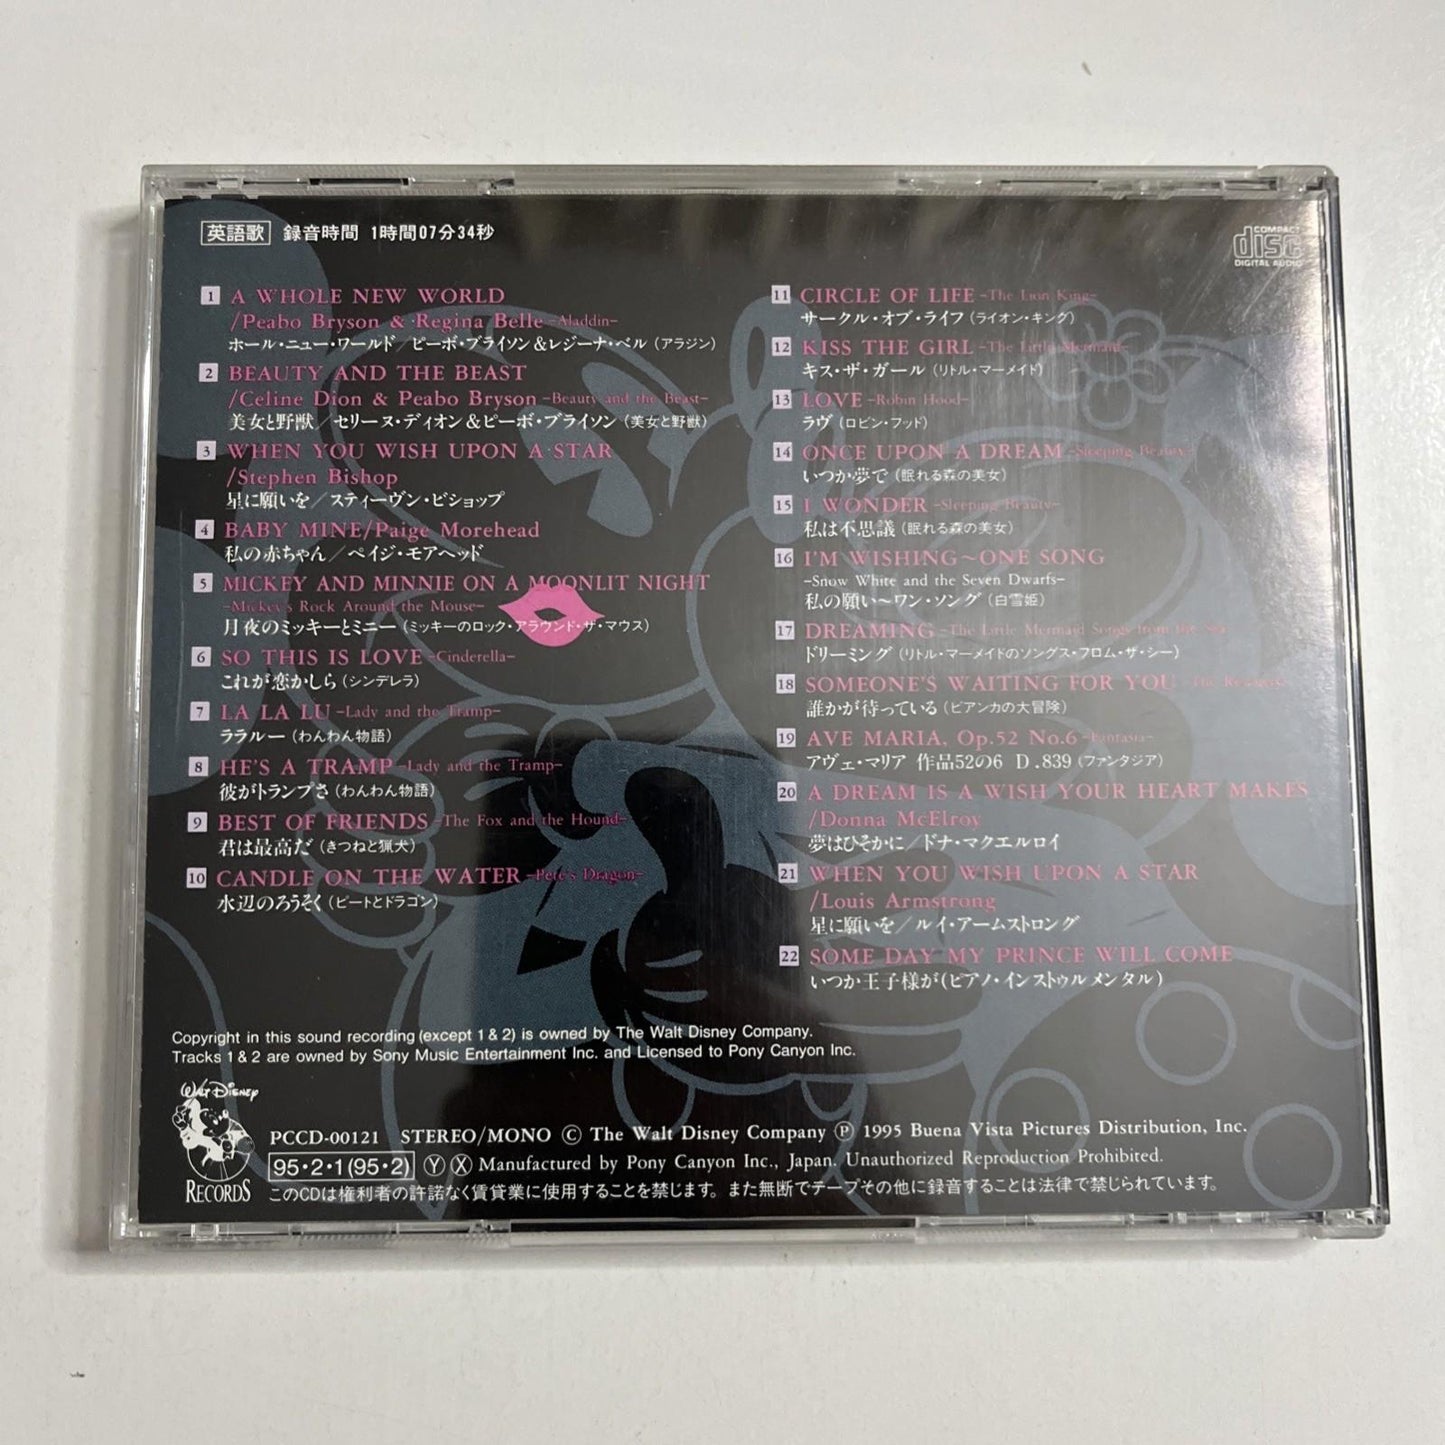 英語歌 録音時間 1時間07分34秒
COMPACT
disc
DIGITAL AUDIO
1 A WHOLE NEW WORLD
/Peabo Bryson & Regina Belle -Aladdin-
ホール・ニュー・ワールド／ピーボ・ブライソン&レジーナ・ベル (アラジン)
2 BEAUTY AND THE BEAST
/Celine Dion & Peabo Bryson -Beauty and the Beast-
美女と野獣／セリーヌ・ディオン&ピーボ・ブライソン (美女と野獣)
3 WHEN YOU WISH UPON A STAR
/Stephen Bishop
星に願いを／スティーヴン・ビショップ
4 BABY MINE/Paige Morehead
私の赤ちゃん／ペイジ・モアヘッド
5 MICKEY AND MINNIE ON A MOONLIT NIGHT
-Mickey's Rock Around the Mouse-
月夜のミッキーとミニー (ミッキーのロック・アラウンド・ザ・マウス)
6 SO THIS IS LOVE -Cinderella-
これが恋かしら (シンデレラ)
7 LA LA LU -Lady and the Tramp-
ララルー (わんわん物語)
8 HE'S A TRAMP -Lady and the Tramp-
彼がトランプさ (わんわん物語)
9 BEST OF FRIENDS -The Fox and the Hound-
君は最高だ (きつねと猟犬)
10 CANDLE ON THE WATER -Pete's Dragon-
水辺のろうそく (ピートとドラゴン)
11 CIRCLE OF LIFE -The Lion King-
サークル・オブ・ライフ (ライオン・キング)
12 KISS THE GIRL -The Little Mermaid-
キス・ザ・ガール (リトル・マーメイド)
13 LOVE -Robin Hood-
ラヴ (ロビン・フッド)
14 ONCE UPON A DREAM -Sleeping Beauty-
いつか夢で (眠れる森の美女)
15 I WONDER -Sleeping Beauty-
私は不思議 (眠れる森の美女)
16 I'M WISHING〜ONE SONG
-Snow White and the Seven Dwarfs-
私の願い〜ワン・ソング (白雪姫)
17 DREAMING -The Little Mermaid Songs from the Sea-
ドリーミング (リトル・マーメイドのソングス・フロム・ザ・シー)
18 SOMEONE'S WAITING FOR YOU -The Rescuers-
誰かが待っている (ビアンカの大冒険)
19 AVE MARIA, Op.52 No.6 -Fantasia-
アヴェ・マリア 作品52の6 D.839 (ファンタジア)
20 A DREAM IS A WISH YOUR HEART MAKES
/Donna McElroy
夢はひそかに／ドナ・マクエルロイ
21 WHEN YOU WISH UPON A STAR
/Louis Armstrong
星に願いを／ルイ・アームストロング
22 SOME DAY MY PRINCE WILL COME
いつか王子様が(ピアノ・インストゥルメンタル)
Copyright in this sound recording (except 1 & 2) is owned by The Walt Disney Company.
Tracks 1 & 2 are owned by Sony Music Entertainment Inc. and Licensed to Pony Canyon Inc.
WALT DISNEY
RECORDS
PCCD-00121 STEREO/MONO Ⓒ The Walt Disney Company Ⓟ 1995 Buena Vista Pictures Distribution, Inc.
95・2・1(95・2) Ⓨ Ⓧ Manufactured by Pony Canyon Inc., Japan. Unauthorized Reproduction Prohibited.
このCDは権利者の許諾なく賃貸業に使用することを禁じます。また無断でテープその他に録音することは法律で禁じられています。